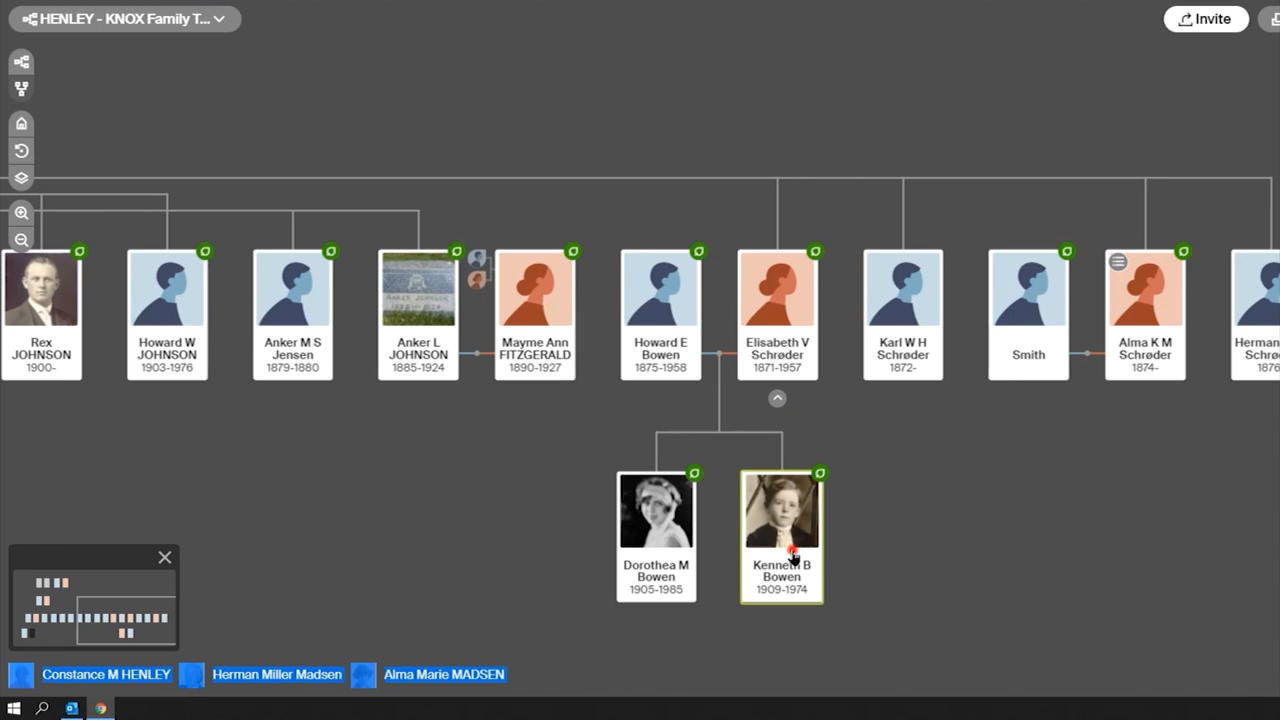 HENLEY - KNOX Family T...
Invite
Rex
JOHNSON
1900-
Howard W
JOHNSON
1903-1976
Anker M S
Jensen
1879-1880
ANKER JOHNSON
Anker L
JOHNSON
1885-1924
Mayme Ann
FITZGERALD
1890-1927
Howard E
Bowen
1875-1958
Elisabeth V
Schrøder
1871-1957
Karl W H
Schrøder
1872-
Smith
Alma K M
Schrøder
1874-
Herman
Schrø
1876
Dorothea M
Bowen
1905-1985
Kenneth B
Bowen
1909-1974
Constance M HENLEY
Herman Miller Madsen
Alma Marie MADSEN